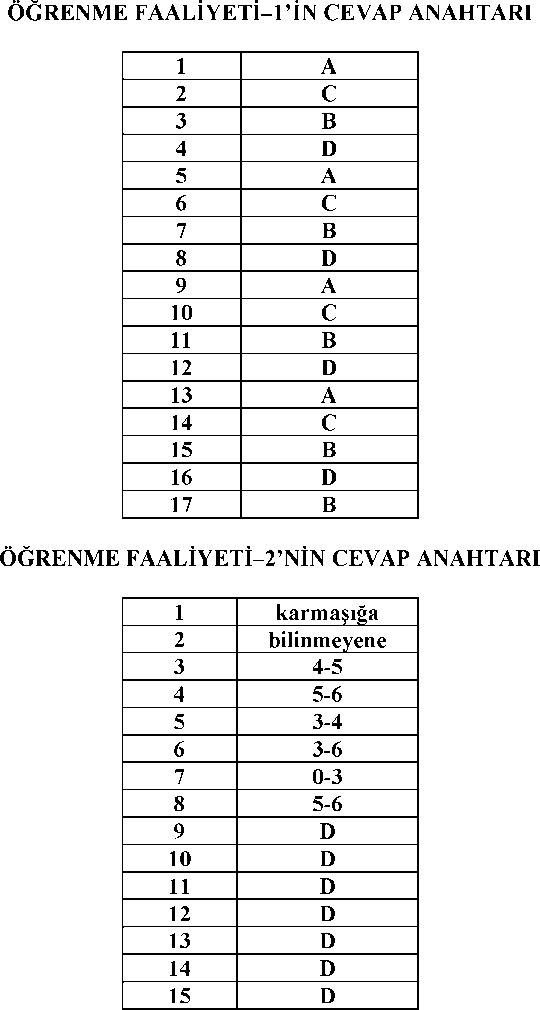 ÖĞRENME FAALİYETİ–1’İN CEVAP ANAHTARI
1 A
2 C
3 B
4 D
5 A
6 C
7 B
8 D
9 A
10 C
11 B
12 D
13 A
14 C
15 B
16 D
17 B
ÖĞRENME FAALİYETİ–2’NİN CEVAP ANAHTARI
1 karmaşığa
2 bilinmeyene
3 4-5
4 5-6
5 3-4
6 3-6
7 0-3
8 5-6
9 D
10 D
11 D
12 D
13 D
14 D
15 D